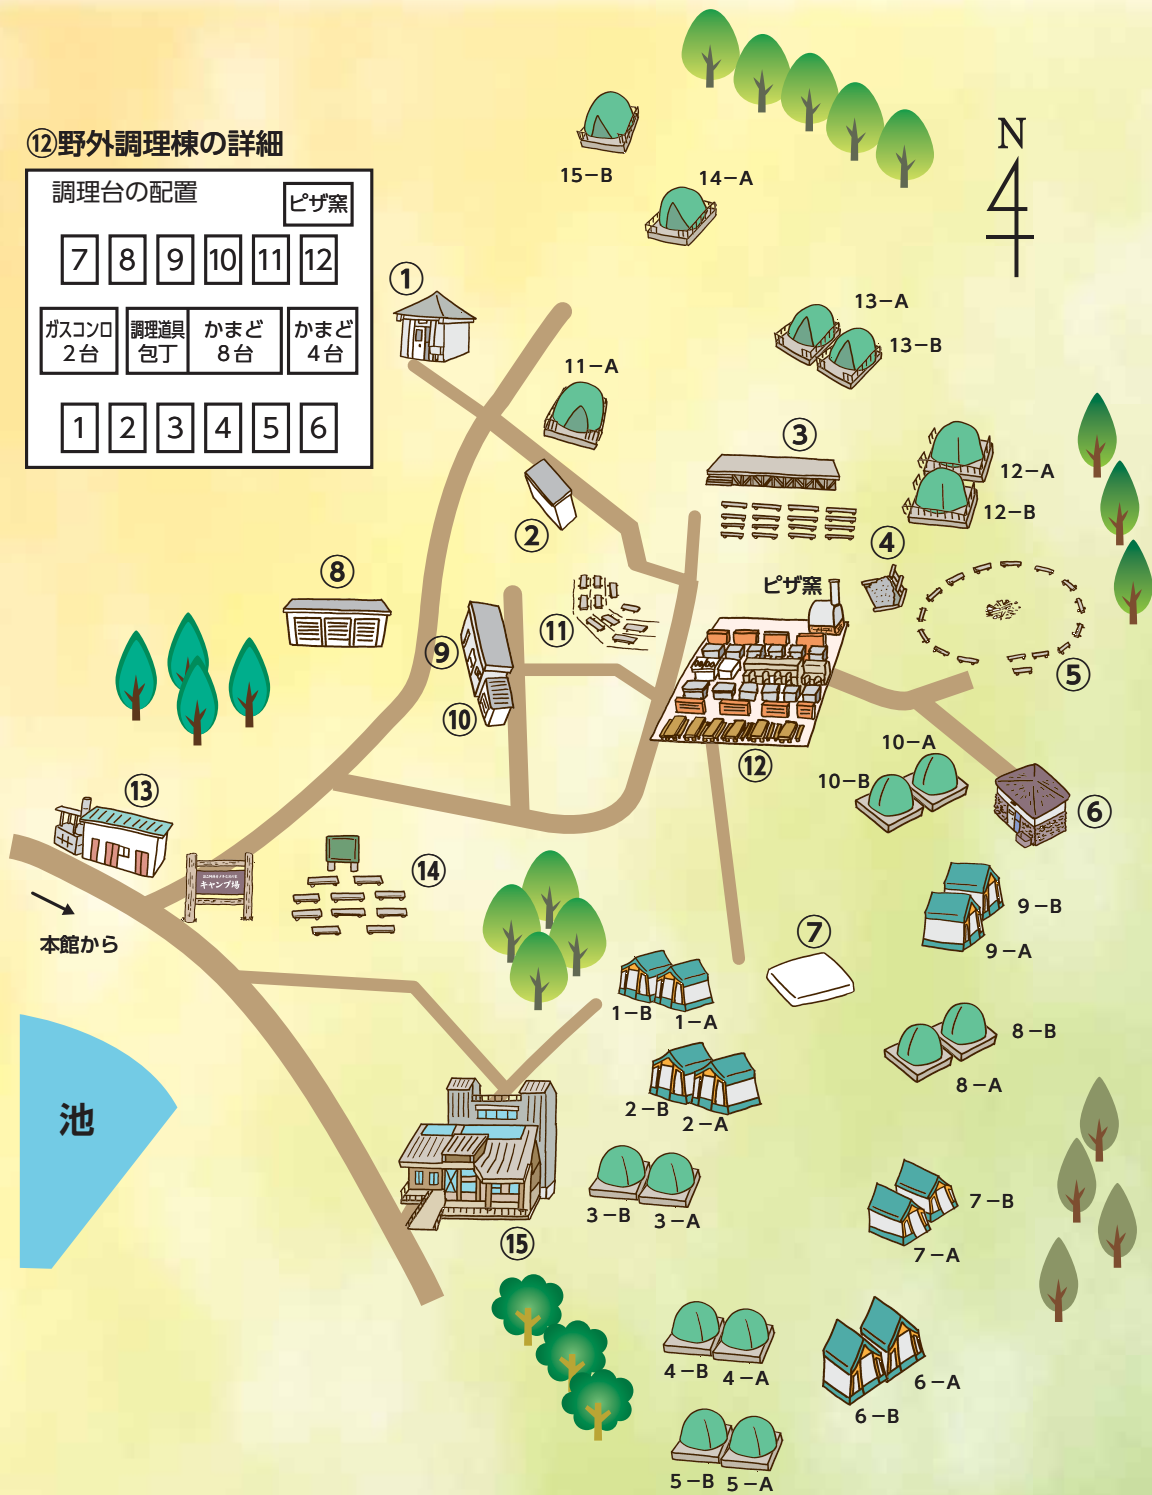 ⑫野外調理棟の詳細
調理台の配置
ピザ窯
7 8 9 10 11 12
ガスコンロ
2台
調理道具
包丁
かまど
8台
かまど
4台
1 2 3 4 5 6
N
15-B
14-A
①
13-A
13-B
11-A
③
12-A
12-B
②
④
⑧
ピザ窯
⑪
⑨
⑤
⑩
⑫
10-A
10-B
⑬
⑥
キャンプ場
⑭
本館から
9-B
9-A
⑦
1-B
1-A
8-B
8-A
池
2-B
2-A
3-B
3-A
7-B
7-A
⑮
4-B
4-A
6-A
6-B
5-B
5-A